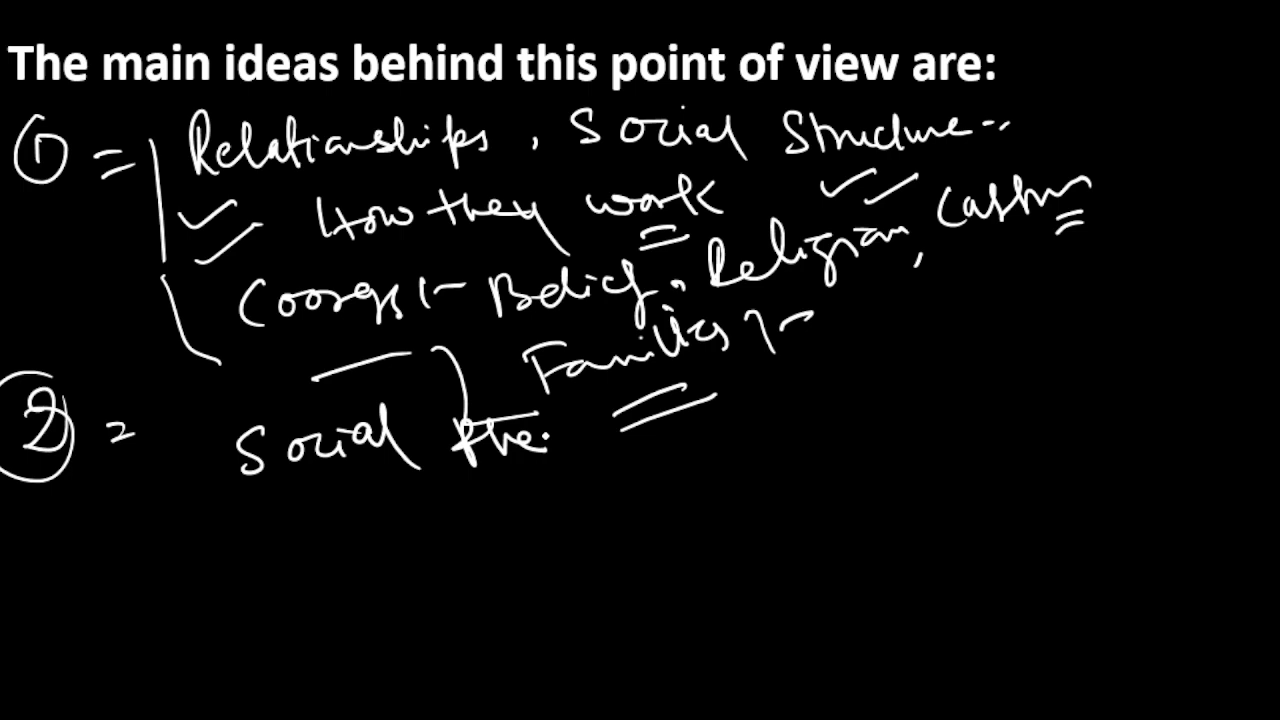 The main ideas behind this point of view are:
① = Relationships, Social Structure--
How they work
Coorgs :- Belief, Religion,
Families :-
2 = Social